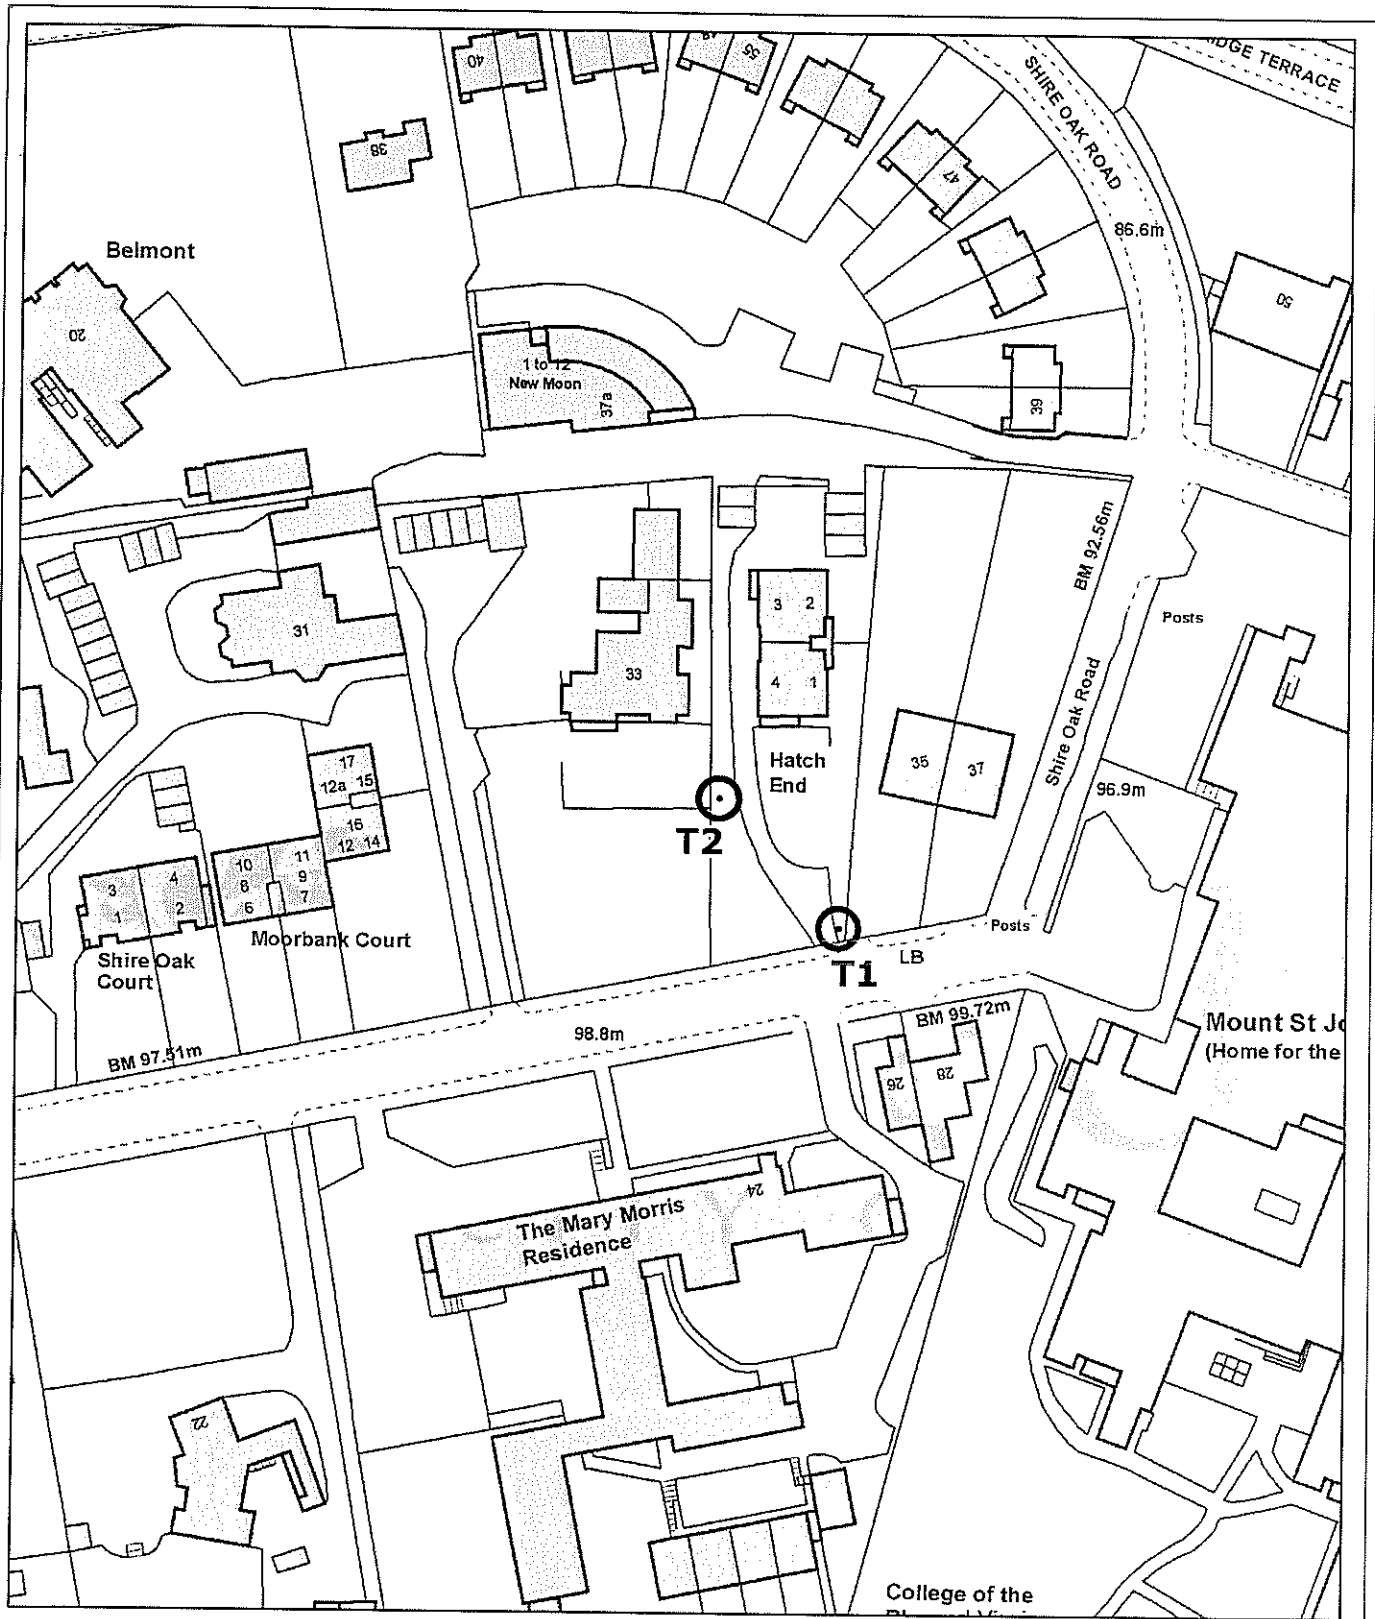 40
55
SHIRE OAK ROAD
IDGE TERRACE
38
47
86.6m
Belmont
50
20
1 to 12
New Moon
37a
39
BM 92.56m
31
3 2
Posts
33
4 1
Shire Oak Road
Hatch
End
35
37
96.9m
17
12a 15
T2
16
12 14
10
11
8
9
6
7
3
4
1
2
Moorbank Court
Posts
Shire Oak
Court
LB
T1
BM 99.72m
Mount St Jo
(Home for the
98.8m
BM 97.51m
26
28
24
The Mary Morris
Residence
22
College of the